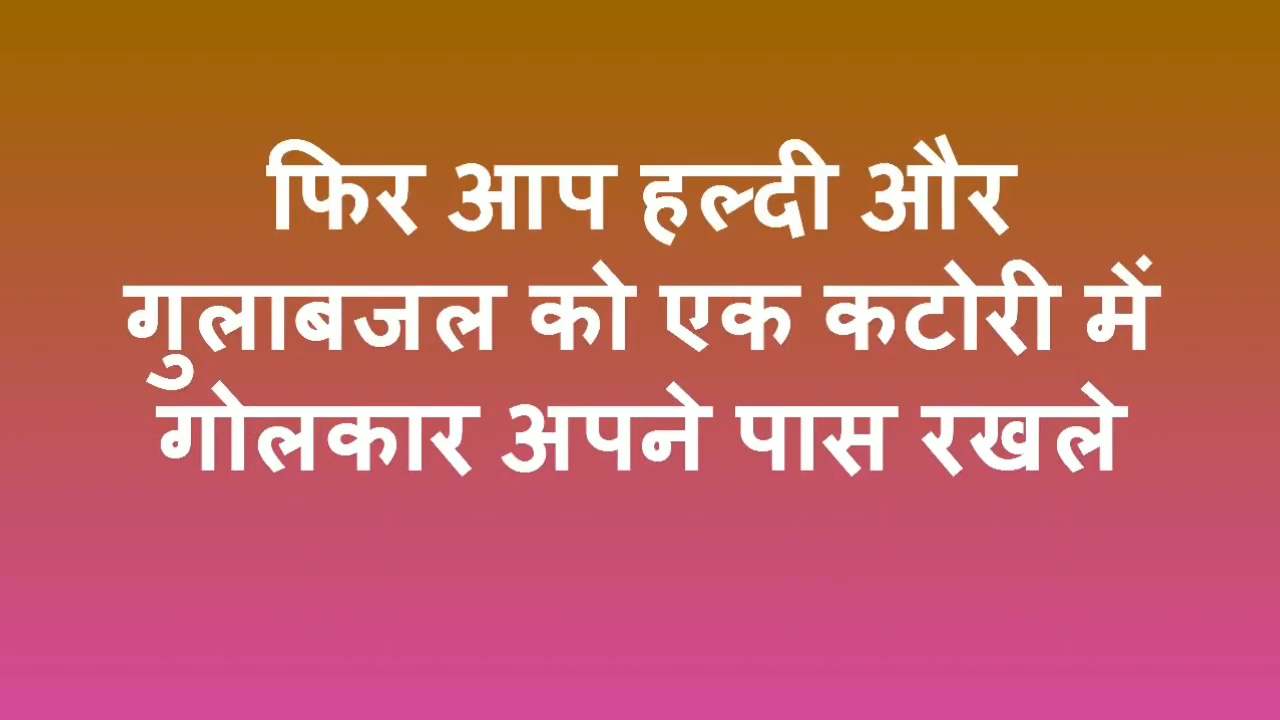 फिर आप हल्दी और
गुलाबजल को एक कटोरी में
गोलकार अपने पास रखले